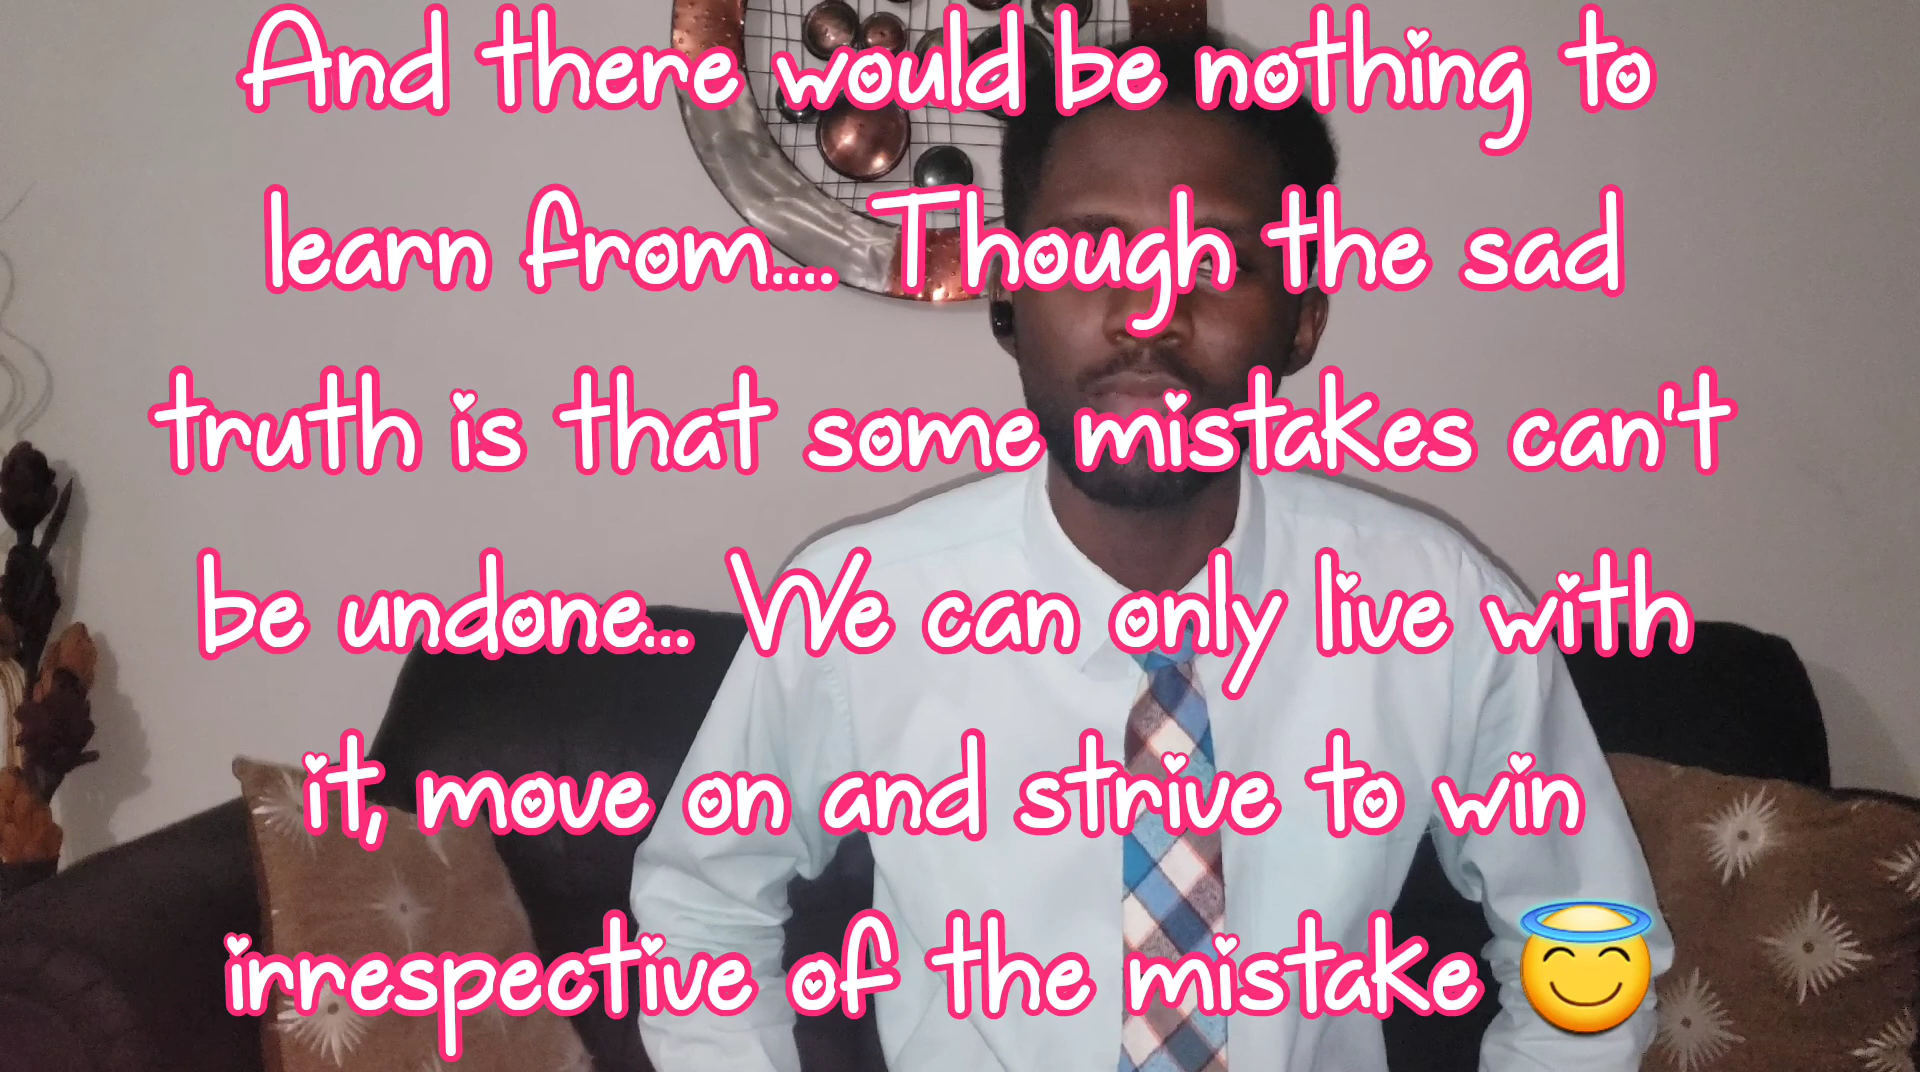 And there would be nothing to
learn from.... Though the sad
truth is that some mistakes can't
be undone... We can only live with
it, move on and strive to win
irrespective of the mistake 😇